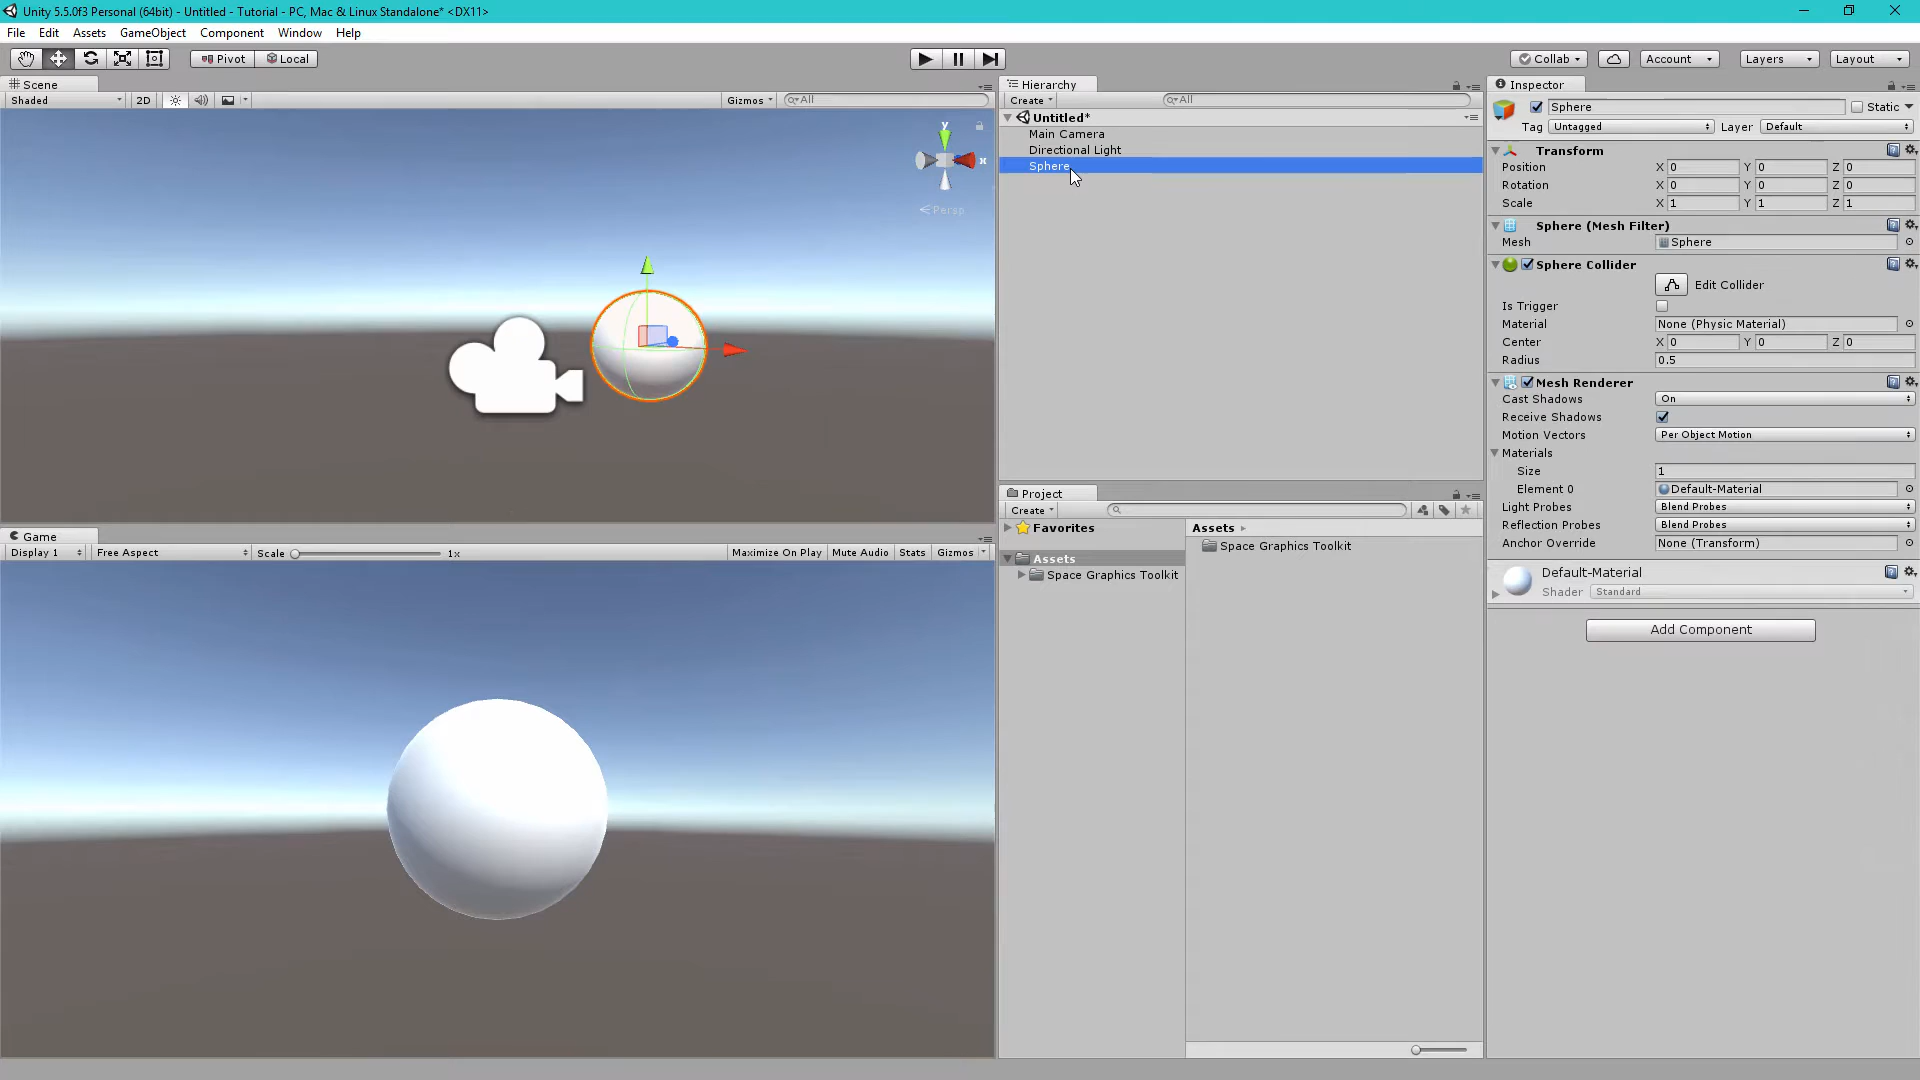 Unity 5.5.0f3 Personal (64bit) - Untitled - Tutorial - PC, Mac & Linux Standalone* <DX11>
File Edit Assets GameObject Component Window Help
Pivot Local Collab Account Layers Layout
Scene
Shaded 2D Gizmos All
y
x
Persp
Game
Display 1 Free Aspect Scale 1x Maximize On Play Mute Audio Stats Gizmos
Hierarchy
Create All
Untitled*
Main Camera
Directional Light
Sphere
Project
Create
Favorites
Assets
Space Graphics Toolkit
Assets
Space Graphics Toolkit
Inspector
Sphere Static
Tag Untagged Layer Default
Transform
Position X 0 Y 0 Z 0
Rotation X 0 Y 0 Z 0
Scale X 1 Y 1 Z 1
Sphere (Mesh Filter)
Mesh Sphere
Sphere Collider
Edit Collider
Is Trigger
Material None (Physic Material)
Center X 0 Y 0 Z 0
Radius 0.5
Mesh Renderer
Cast Shadows On
Receive Shadows
Motion Vectors Per Object Motion
Materials
Size 1
Element 0 Default-Material
Light Probes Blend Probes
Reflection Probes Blend Probes
Anchor Override None (Transform)
Default-Material
Shader Standard
Add Component